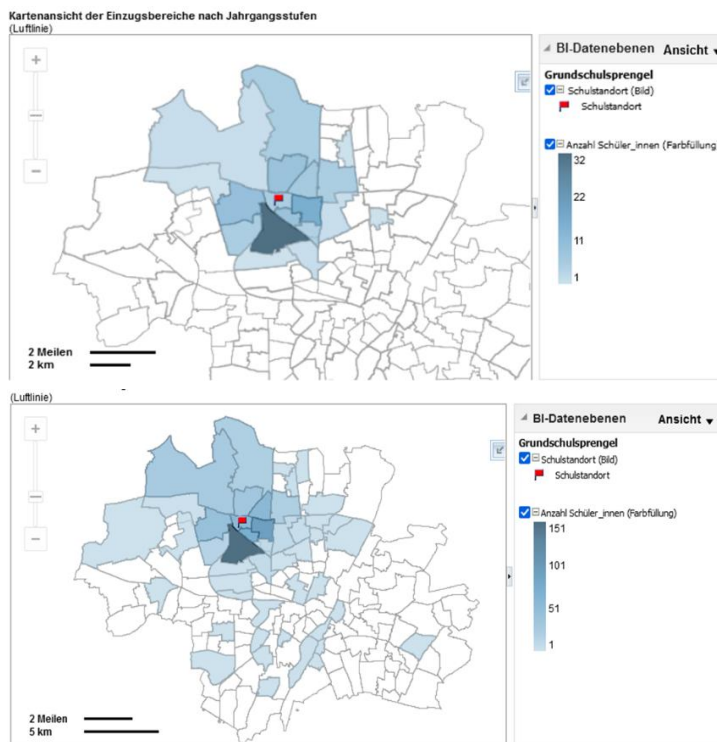 Kartenansicht der Einzugsbereiche nach Jahrgangsstufen
(Luftlinie)
BI-Datenebenen Ansicht
Grundschulsprengel
Schulstandort (Bild)
Schulstandort
Anzahl Schüler_innen (Farbfüllung)
32
22
11
1
2 Meilen
2 km
(Luftlinie)
BI-Datenebenen Ansicht
Grundschulsprengel
Schulstandort (Bild)
Schulstandort
Anzahl Schüler_innen (Farbfüllung)
151
101
51
1
2 Meilen
5 km